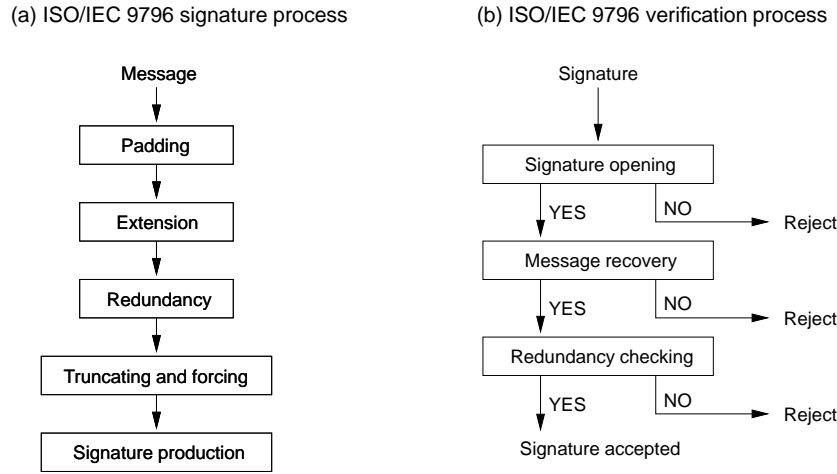 (a) ISO/IEC 9796 signature process
Message
Padding
Extension
Redundancy
Truncating and forcing
Signature production
(b) ISO/IEC 9796 verification process
Signature
Signature opening
YES
NO
Reject
Message recovery
YES
NO
Reject
Redundancy checking
YES
NO
Reject
Signature accepted